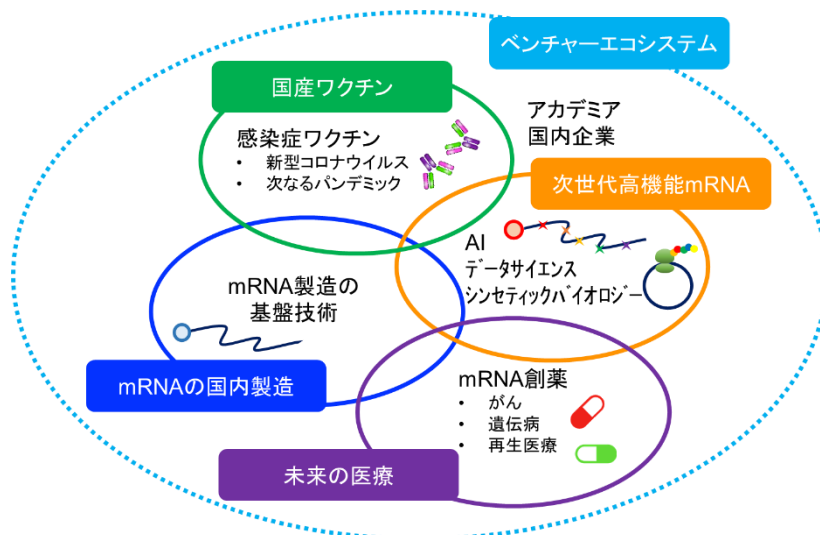 ベンチャーエコシステム
国産ワクチン
アカデミア
国内企業
感染症ワクチン
• 新型コロナウイルス
• 次なるパンデミック
次世代高機能mRNA
AI
データサイエンス
シンセティックバイオロジー
mRNA製造の
基盤技術
mRNAの国内製造
mRNA創薬
• がん
• 遺伝病
• 再生医療
未来の医療